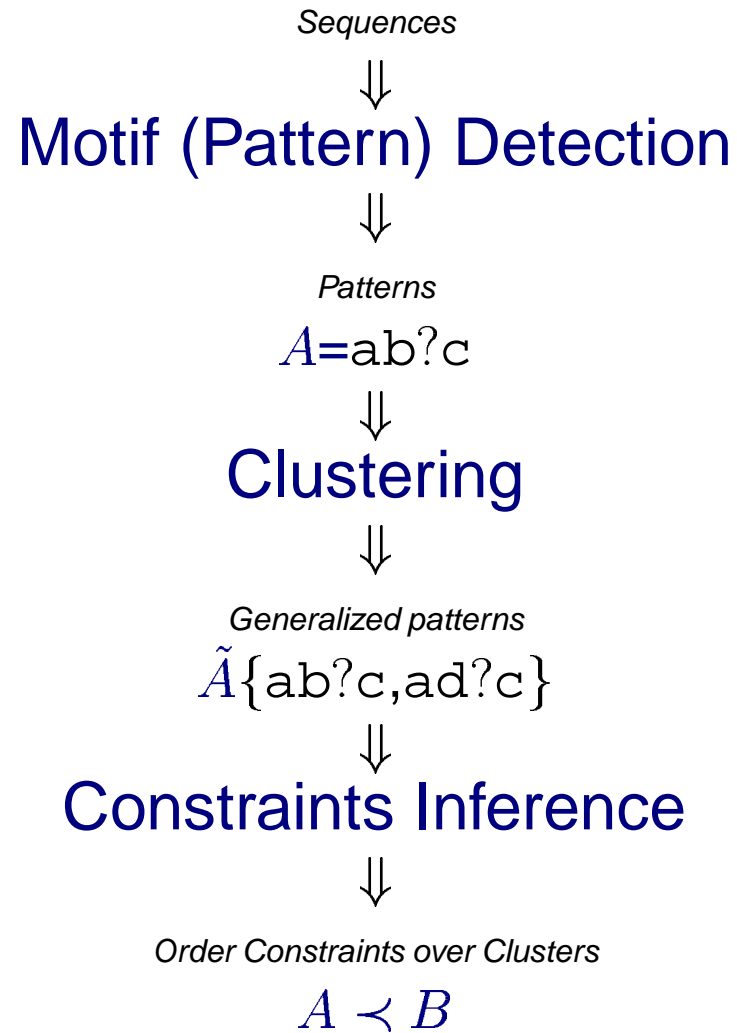 Sequences
⇓
Motif (Pattern) Detection
⇓
Patterns
A=ab?c
⇓
Clustering
⇓
Generalized patterns
Ã{ab?c,ad?c}
⇓
Constraints Inference
⇓
Order Constraints over Clusters
A ≺ B